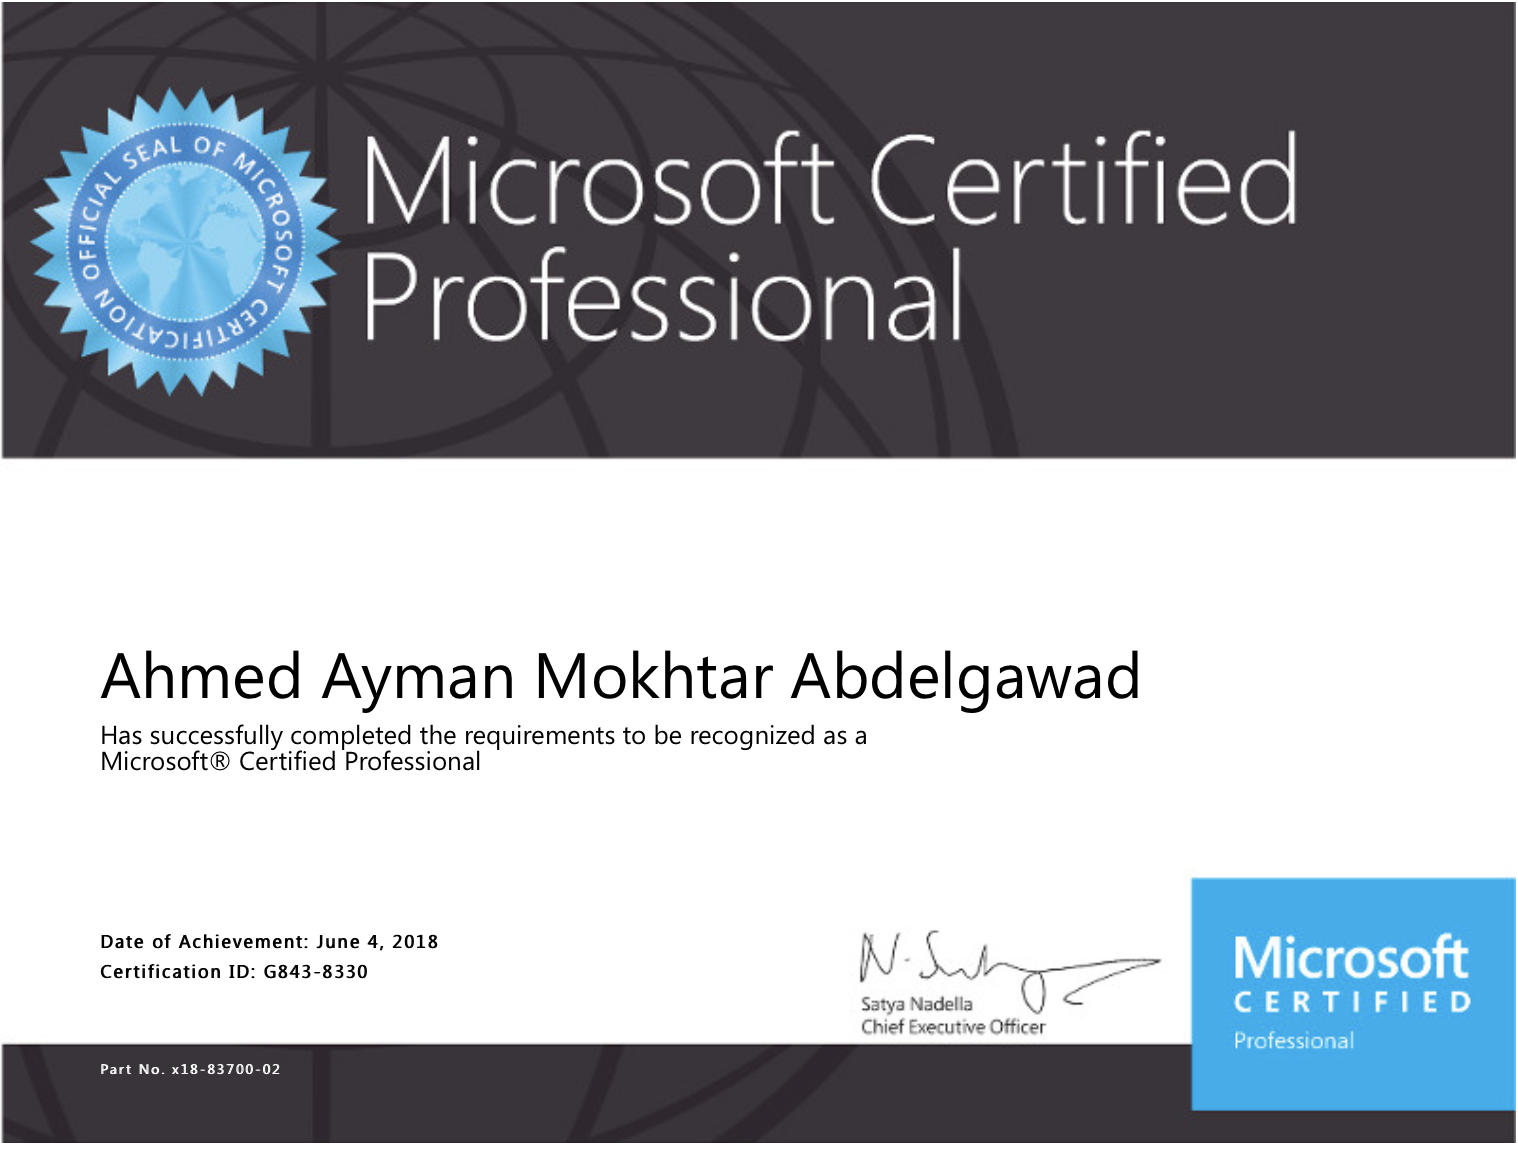 OFFICIAL SEAL OF MICROSOFT CERTIFICATION
Microsoft Certified
Professional
Ahmed Ayman Mokhtar Abdelgawad
Has successfully completed the requirements to be recognized as a
Microsoft® Certified Professional
Date of Achievement: June 4, 2018
Certification ID: G843-8330
Satya Nadella
Chief Executive Officer
Microsoft
CERTIFIED
Professional
Part No. x18-83700-02